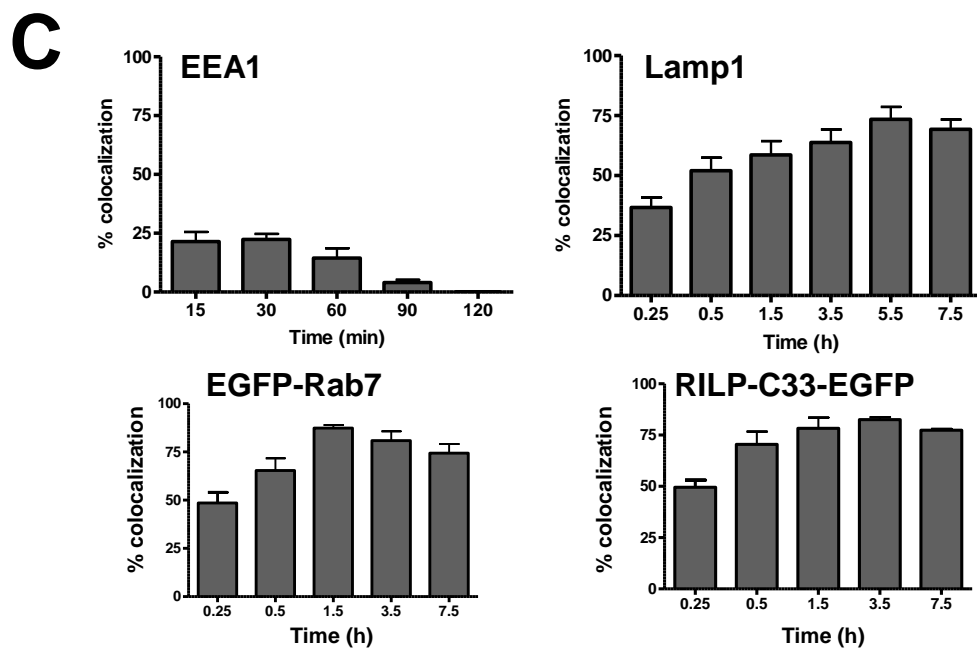 C
EEA1
% colocalization
100
75
50
25
0
15 30 60 90 120
Time (min)
Lamp1
% colocalization
100
75
50
25
0
0.25 0.5 1.5 3.5 5.5 7.5
Time (h)
EGFP-Rab7
% colocalization
100
75
50
25
0
0.25 0.5 1.5 3.5 7.5
Time (h)
RILP-C33-EGFP
% colocalization
100
75
50
25
0
0.25 0.5 1.5 3.5 7.5
Time (h)